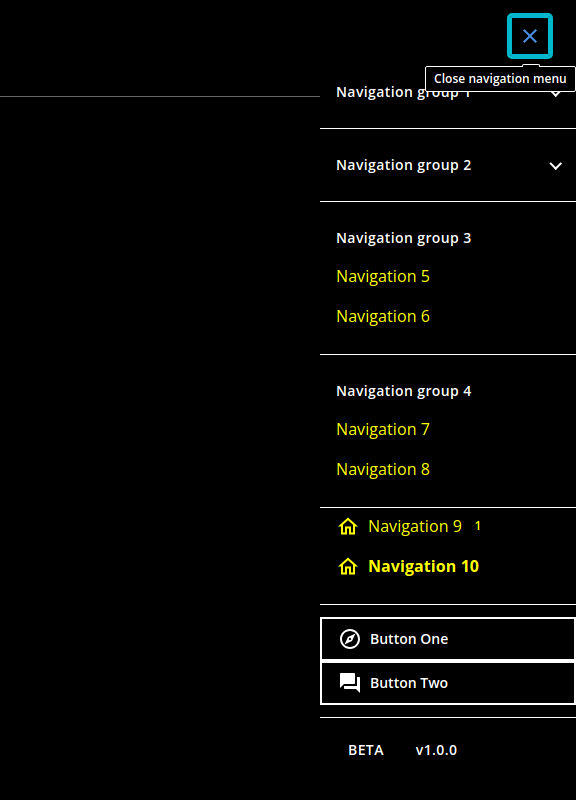 Close navigation menu
Navigation group 1
Navigation group 2
Navigation group 3
Navigation 5
Navigation 6
Navigation group 4
Navigation 7
Navigation 8
Navigation 9 1
Navigation 10
Button One
Button Two
BETA v1.0.0